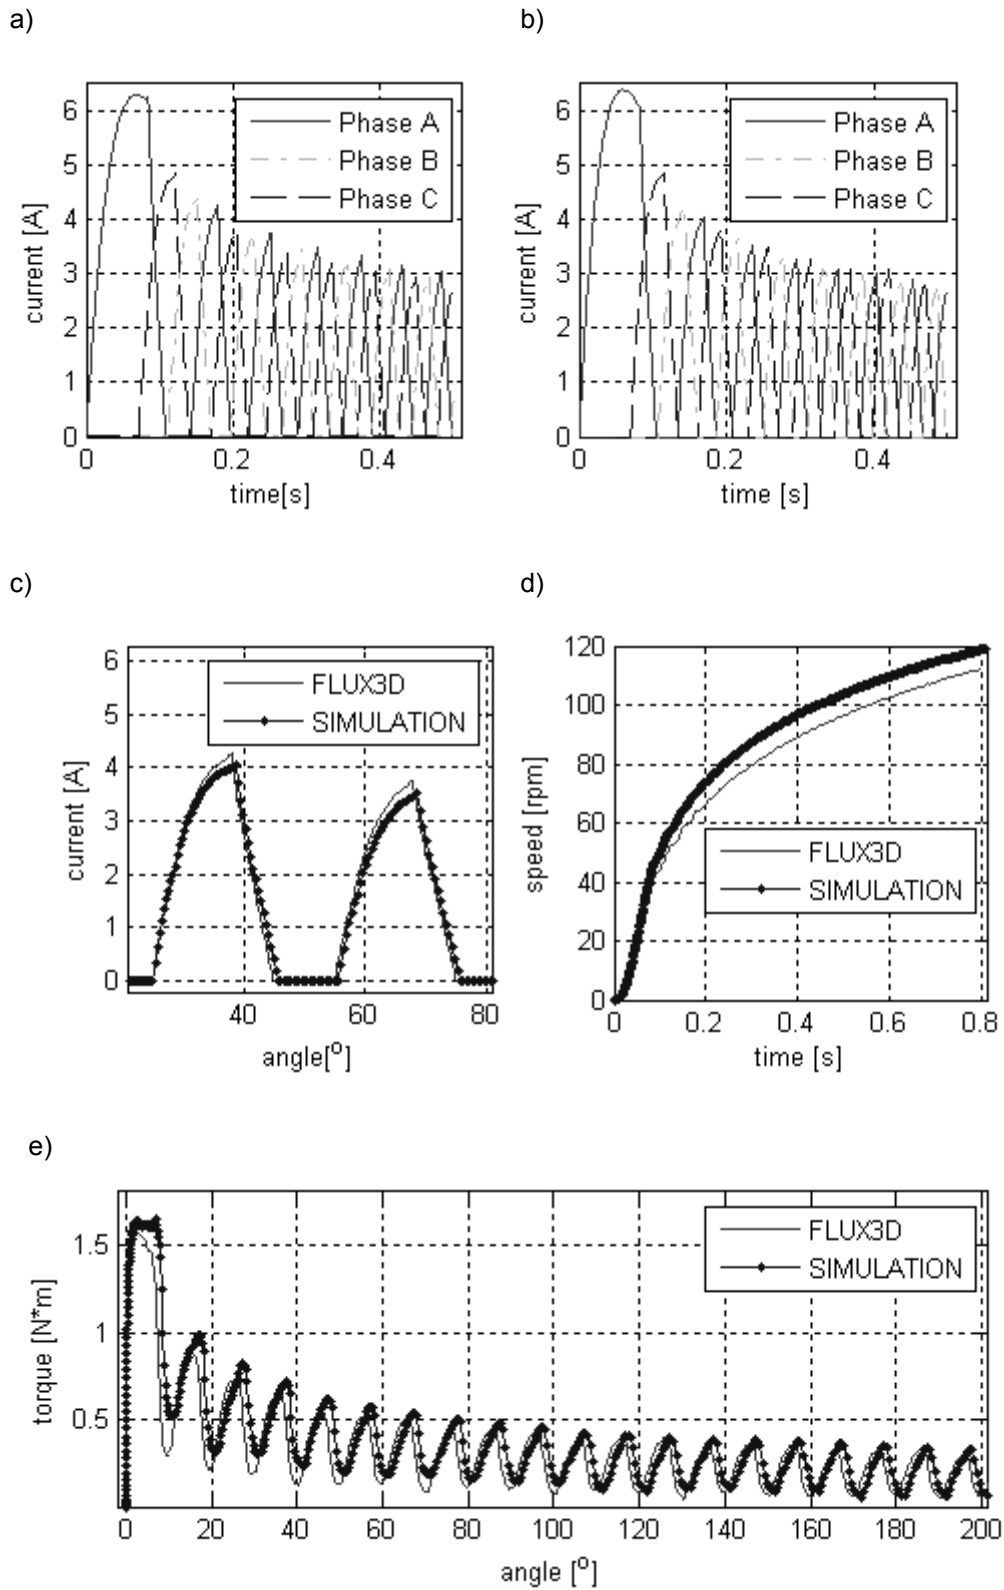 a)
6
5
4
3
2
1
0
current [A]
Phase A
Phase B
Phase C
0
0.2
0.4
time[s]
b)
6
5
4
3
2
1
0
current [A]
Phase A
Phase B
Phase C
0
0.2
0.4
time [s]
c)
6
5
4
3
2
1
0
current [A]
FLUX3D
SIMULATION
40
60
80
angle[o]
d)
120
100
80
60
40
20
0
speed [rpm]
FLUX3D
SIMULATION
0
0.2
0.4
0.6
0.8
time [s]
e)
1.5
1
0.5
torque [N*m]
FLUX3D
SIMULATION
0
20
40
60
80
100
120
140
160
180
200
angle [o]